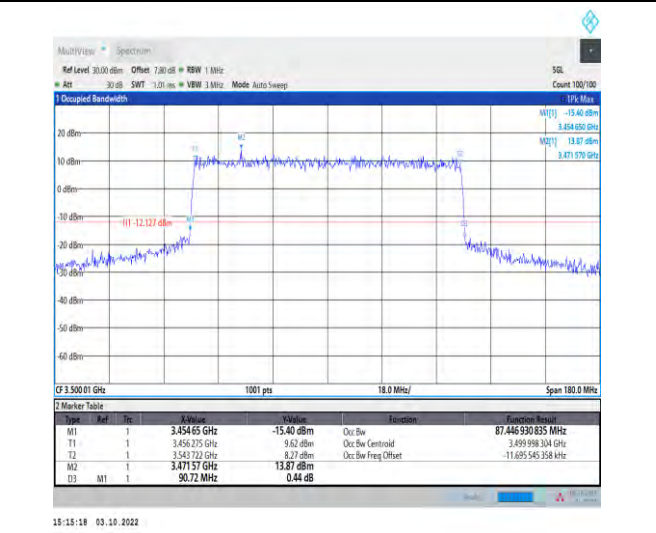 MultiView Spectrum
Ref Level 30.00 dBm Offset 7.80 dB RBW 1 MHz SGL
Att 30 dB SWT 1.01 ms VBW 3 MHz Mode Auto Sweep Count 100/100
1 Occupied Bandwidth 1Pk Max
M1[1] -15.40 dBm
3.454 650 GHz
M2[1] 13.87 dBm
3.471 570 GHz
20 dBm
M2
T1
10 dBm
0 dBm
-10 dBm
H1 -12.127 dBm
M1
D3
-20 dBm
-30 dBm
-40 dBm
-50 dBm
-60 dBm
CF 3.500 01 GHz 1001 pts 18.0 MHz/ Span 180.0 MHz
2 Marker Table
Type Ref Trc X-Value Y-Value Function Function Result
M1 1 3.454 65 GHz -15.40 dBm Occ Bw 87.446 930 835 MHz
T1 1 3.456 275 GHz 9.62 dBm Occ Bw Centroid 3.499 998 304 GHz
T2 1 3.543 722 GHz 8.27 dBm Occ Bw Freq Offset -11.695 545 358 kHz
M2 1 3.471 57 GHz 13.87 dBm
D3 M1 1 90.72 MHz 0.44 dB
15:15:18 03.10.2022